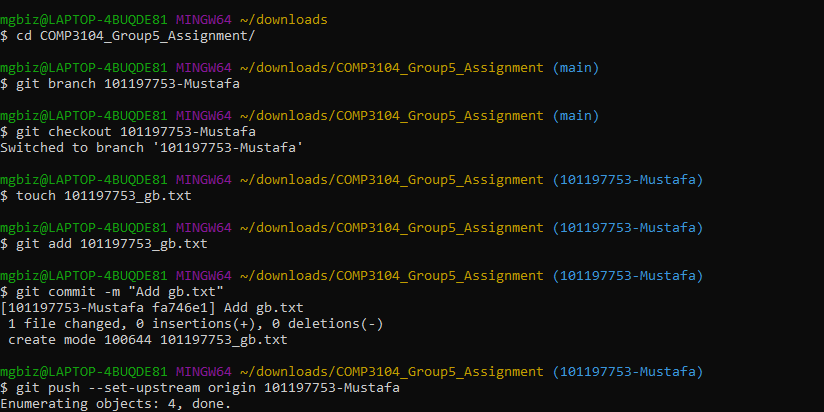 mgbiz@LAPTOP-4BUQDE81 MINGW64 ~/downloads
$ cd COMP3104_Group5_Assignment/
mgbiz@LAPTOP-4BUQDE81 MINGW64 ~/downloads/COMP3104_Group5_Assignment (main)
$ git branch 101197753-Mustafa
mgbiz@LAPTOP-4BUQDE81 MINGW64 ~/downloads/COMP3104_Group5_Assignment (main)
$ git checkout 101197753-Mustafa
Switched to branch '101197753-Mustafa'
mgbiz@LAPTOP-4BUQDE81 MINGW64 ~/downloads/COMP3104_Group5_Assignment (101197753-Mustafa)
$ touch 101197753_gb.txt
mgbiz@LAPTOP-4BUQDE81 MINGW64 ~/downloads/COMP3104_Group5_Assignment (101197753-Mustafa)
$ git add 101197753_gb.txt
mgbiz@LAPTOP-4BUQDE81 MINGW64 ~/downloads/COMP3104_Group5_Assignment (101197753-Mustafa)
$ git commit -m "Add gb.txt"
[101197753-Mustafa fa746e1] Add gb.txt
 1 file changed, 0 insertions(+), 0 deletions(-)
 create mode 100644 101197753_gb.txt
mgbiz@LAPTOP-4BUQDE81 MINGW64 ~/downloads/COMP3104_Group5_Assignment (101197753-Mustafa)
$ git push --set-upstream origin 101197753-Mustafa
Enumerating objects: 4, done.